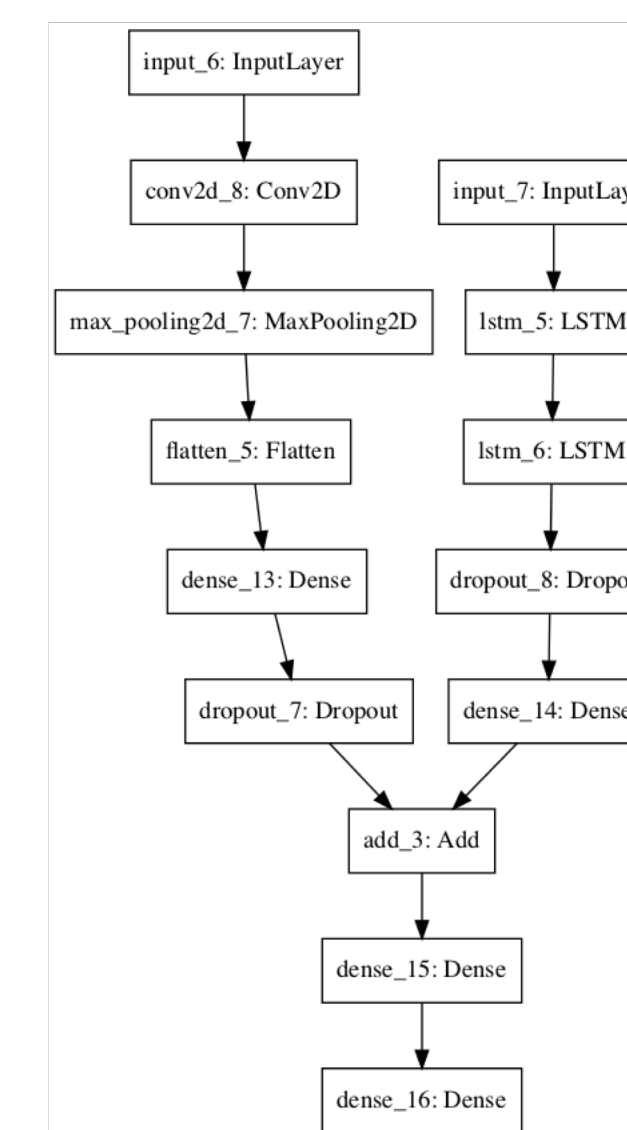 input_6: InputLayer
conv2d_8: Conv2D
input_7: InputLay
max_pooling2d_7: MaxPooling2D
lstm_5: LSTM
flatten_5: Flatten
lstm_6: LSTM
dense_13: Dense
dropout_8: Dropo
dropout_7: Dropout
dense_14: Dense
add_3: Add
dense_15: Dense
dense_16: Dense